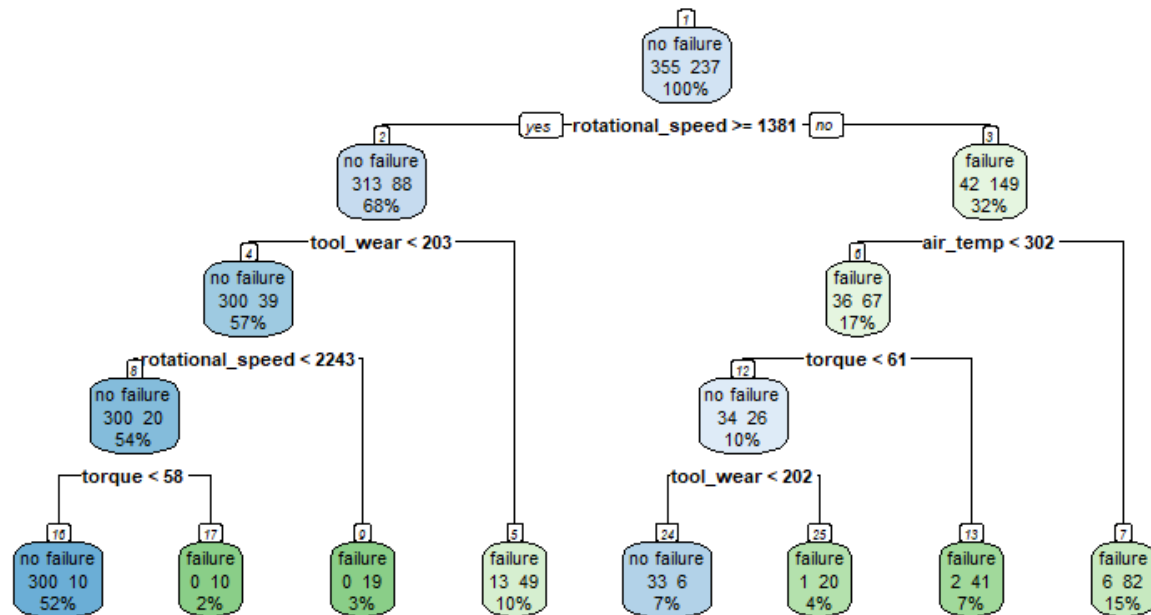 1
no failure
355 237
100%
yes rotational_speed >= 1381 no
2
no failure
313 88
68%
3
failure
42 149
32%
tool_wear < 203
air_temp < 302
4
no failure
300 39
57%
6
failure
36 67
17%
rotational_speed < 2243
torque < 61
8
no failure
300 20
54%
12
no failure
34 26
10%
torque < 58
tool_wear < 202
16
no failure
300 10
52%
17
failure
0 10
2%
9
failure
0 19
3%
5
failure
13 49
10%
24
no failure
33 6
7%
25
failure
1 20
4%
13
failure
2 41
7%
7
failure
6 82
15%